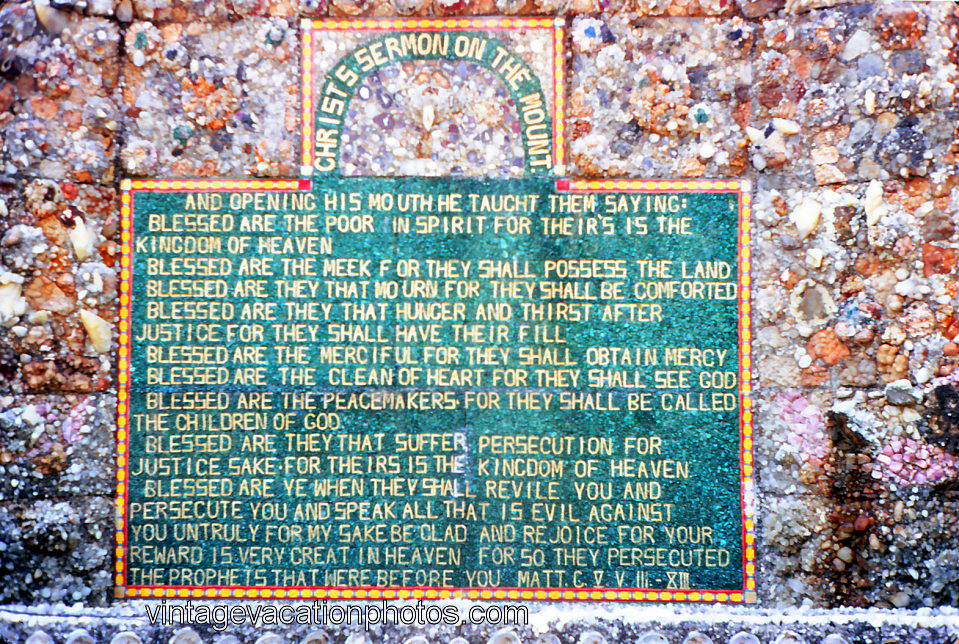 CHRIST'S SERMON ON THE MOUNT:
AND OPENING HIS MOUTH HE TAUGHT THEM SAYING:
BLESSED ARE THE POOR IN SPIRIT FOR THEIR'S IS THE
KINGDOM OF HEAVEN
BLESSED ARE THE MEEK FOR THEY SHALL POSSESS THE LAND
BLESSED ARE THEY THAT MOURN FOR THEY SHALL BE COMFORTED
BLESSED ARE THEY THAT HUNGER AND THIRST AFTER
JUSTICE FOR THEY SHALL HAVE THEIR FILL
BLESSED ARE THE MERCIFUL FOR THEY SHALL OBTAIN MERCY
BLESSED ARE THE CLEAN OF HEART FOR THEY SHALL SEE GOD
BLESSED ARE THE PEACEMAKERS· FOR THEY SHALL BE CALLED
THE CHILDREN OF GOD
BLESSED ARE THEY THAT SUFFER PERSECUTION FOR
JUSTICE SAKE·FOR THEIRS IS THE KINGDOM OF HEAVEN
BLESSED ARE YE WHEN THEY SHALL REVILE YOU AND
PERSECUTE YOU AND SPEAK ALL THAT IS EVIL AGAINST
YOU UNTRULY FOR MY SAKE BE GLAD AND REJOICE FOR YOUR
REWARD IS VERY GREAT IN HEAVEN FOR SO THEY PERSECUTED
THE PROPHETS THAT WERE BEFORE YOU MATT. C. V V III.-XIII.
vintagevacationphotos.com